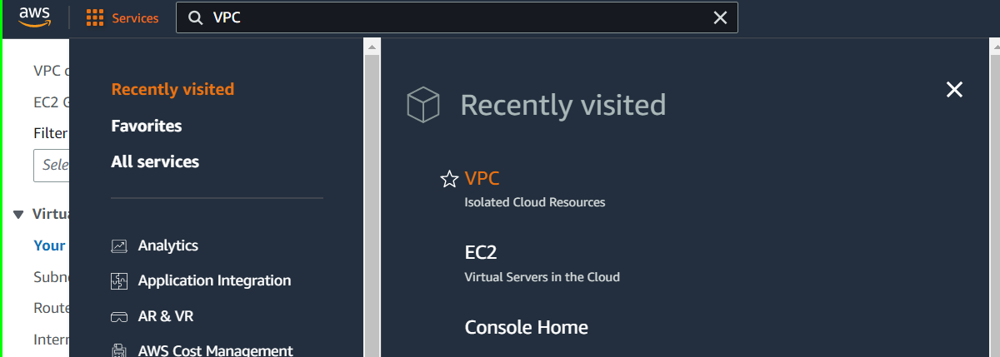 aws
Services
VPC
VPC
EC2
Filter
Sele
Virtua
Your
Subn
Route
Intern
Recently visited
Favorites
All services
Analytics
Application Integration
AR & VR
AWS Cost Management
Recently visited
VPC
Isolated Cloud Resources
EC2
Virtual Servers in the Cloud
Console Home